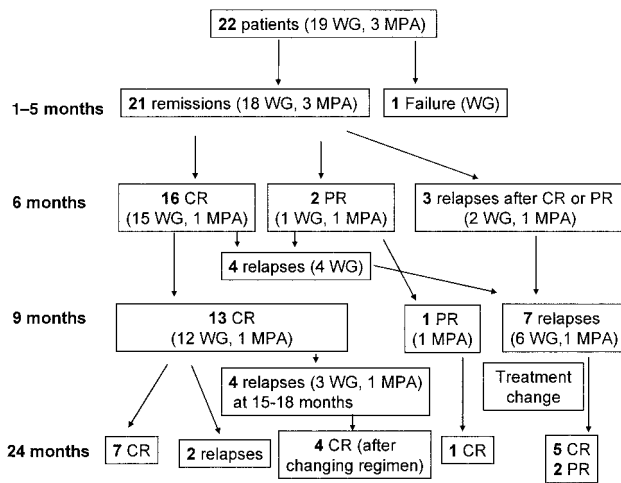 22 patients (19 WG, 3 MPA)
1–5 months
21 remissions (18 WG, 3 MPA)
1 Failure (WG)
6 months
16 CR
(15 WG, 1 MPA)
2 PR
(1 WG, 1 MPA)
3 relapses after CR or PR
(2 WG, 1 MPA)
4 relapses (4 WG)
9 months
13 CR
(12 WG, 1 MPA)
1 PR
(1 MPA)
7 relapses
(6 WG,1 MPA)
4 relapses (3 WG, 1 MPA)
at 15-18 months
Treatment
change
24 months
7 CR
2 relapses
4 CR (after
changing regimen)
1 CR
5 CR
2 PR